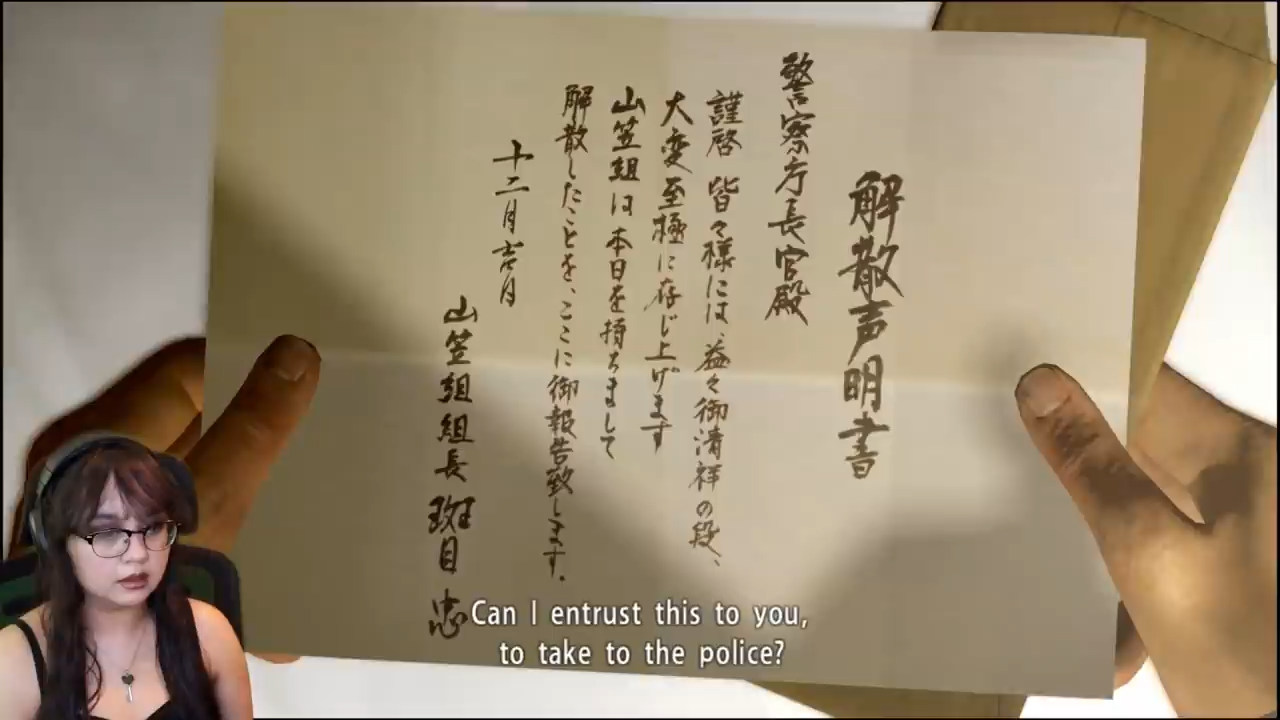 解散声明書
警察庁長官殿
謹啓 皆々様には、益々御清祥の段、
大変至極に存じ上げます
山笠組は本日を持ちまして
解散したことを、ここに御報告致します.
十二月吉日
山笠組組長 斑目 忠
Can I entrust this to you,
to take to the police?